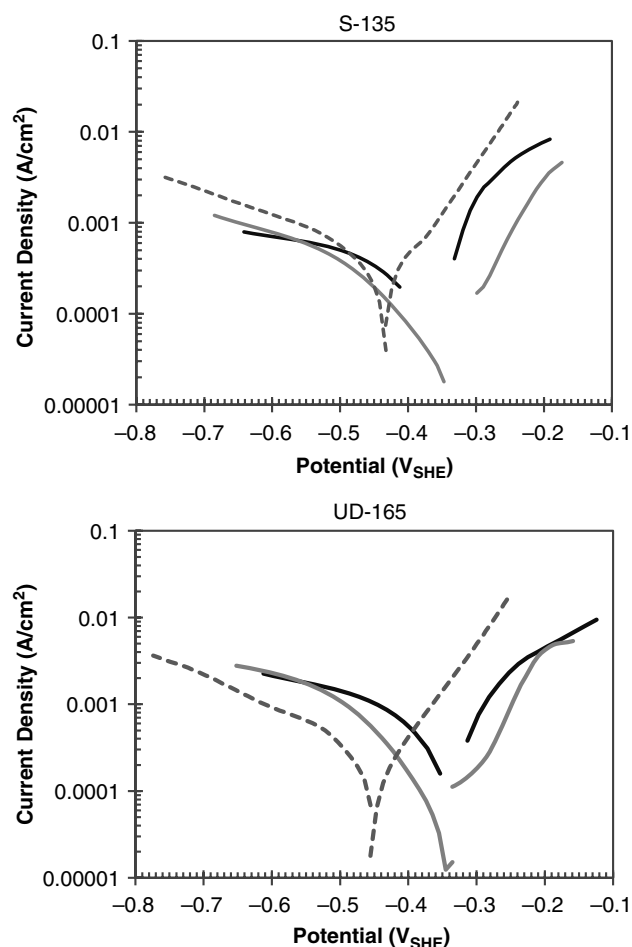 S-135
0.1
0.01
0.001
0.0001
0.00001
Current Density (A/cm²)
–0.8 –0.7 –0.6 –0.5 –0.4 –0.3 –0.2 –0.1
Potential (V_SHE)
UD-165
0.1
0.01
0.001
0.0001
0.00001
Current Density (A/cm²)
–0.8 –0.7 –0.6 –0.5 –0.4 –0.3 –0.2 –0.1
Potential (V_SHE)